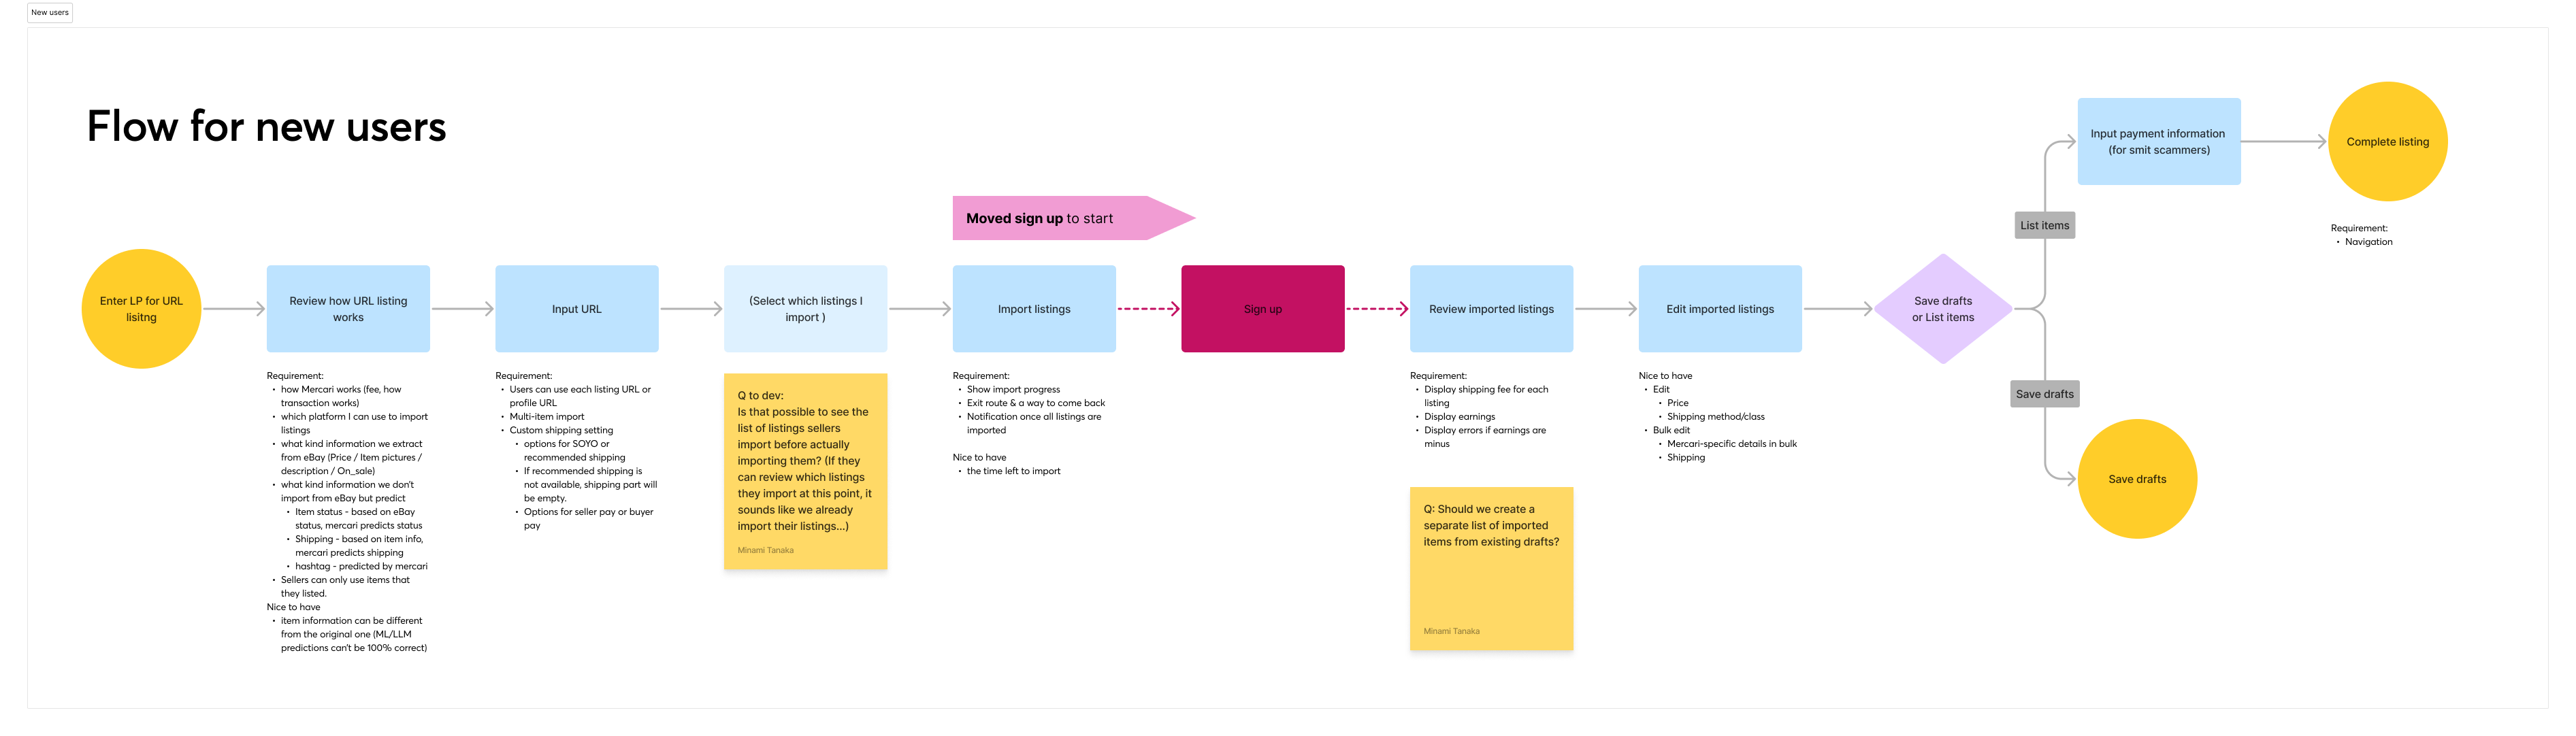 New users
Flow for new users
Moved sign up to start
Enter LP for URL
lisitng
Review how URL listing
works
Requirement:
• how Mercari works (fee, how
transaction works)
• which platform I can use to import
listings
• what kind information we extract
from eBay (Price / Item pictures /
description / On_sale)
• what kind information we don't
import from eBay but predict
• Item status - based on eBay
status, mercari predicts status
• Shipping - based on item info,
mercari predicts shipping
• hashtag - predicted by mercari
• Sellers can only use items that
they listed.
Nice to have
• item information can be different
from the original one (ML/LLM
predictions can't be 100% correct)
Input URL
Requirement:
• Users can use each listing URL or
profile URL
• Multi-item import
• Custom shipping setting
• options for SOYO or
recommended shipping
• If recommended shipping is
not available, shipping part will
be empty.
• Options for seller pay or buyer
pay
(Select which listings I
import )
Q to dev:
Is that possible to see the
list of listings sellers
import before actually
importing them? (If they
can review which listings
they import at this point, it
sounds like we already
import their listings...)
Minami Tanaka
Import listings
Requirement:
• Show import progress
• Exit route & a way to come back
• Notification once all listings are
imported
Nice to have
• the time left to import
Sign up
Review imported listings
Requirement:
• Display shipping fee for each
listing
• Display earnings
• Display errors if earnings are
minus
Q: Should we create a
separate list of imported
items from existing drafts?
Minami Tanaka
Edit imported listings
Nice to have
• Edit
• Price
• Shipping method/class
• Bulk edit
• Mercari-specific details in bulk
• Shipping
Save drafts
or List items
List items
Input payment information
(for smit scammers)
Complete listing
Requirement:
• Navigation
Save drafts
Save drafts